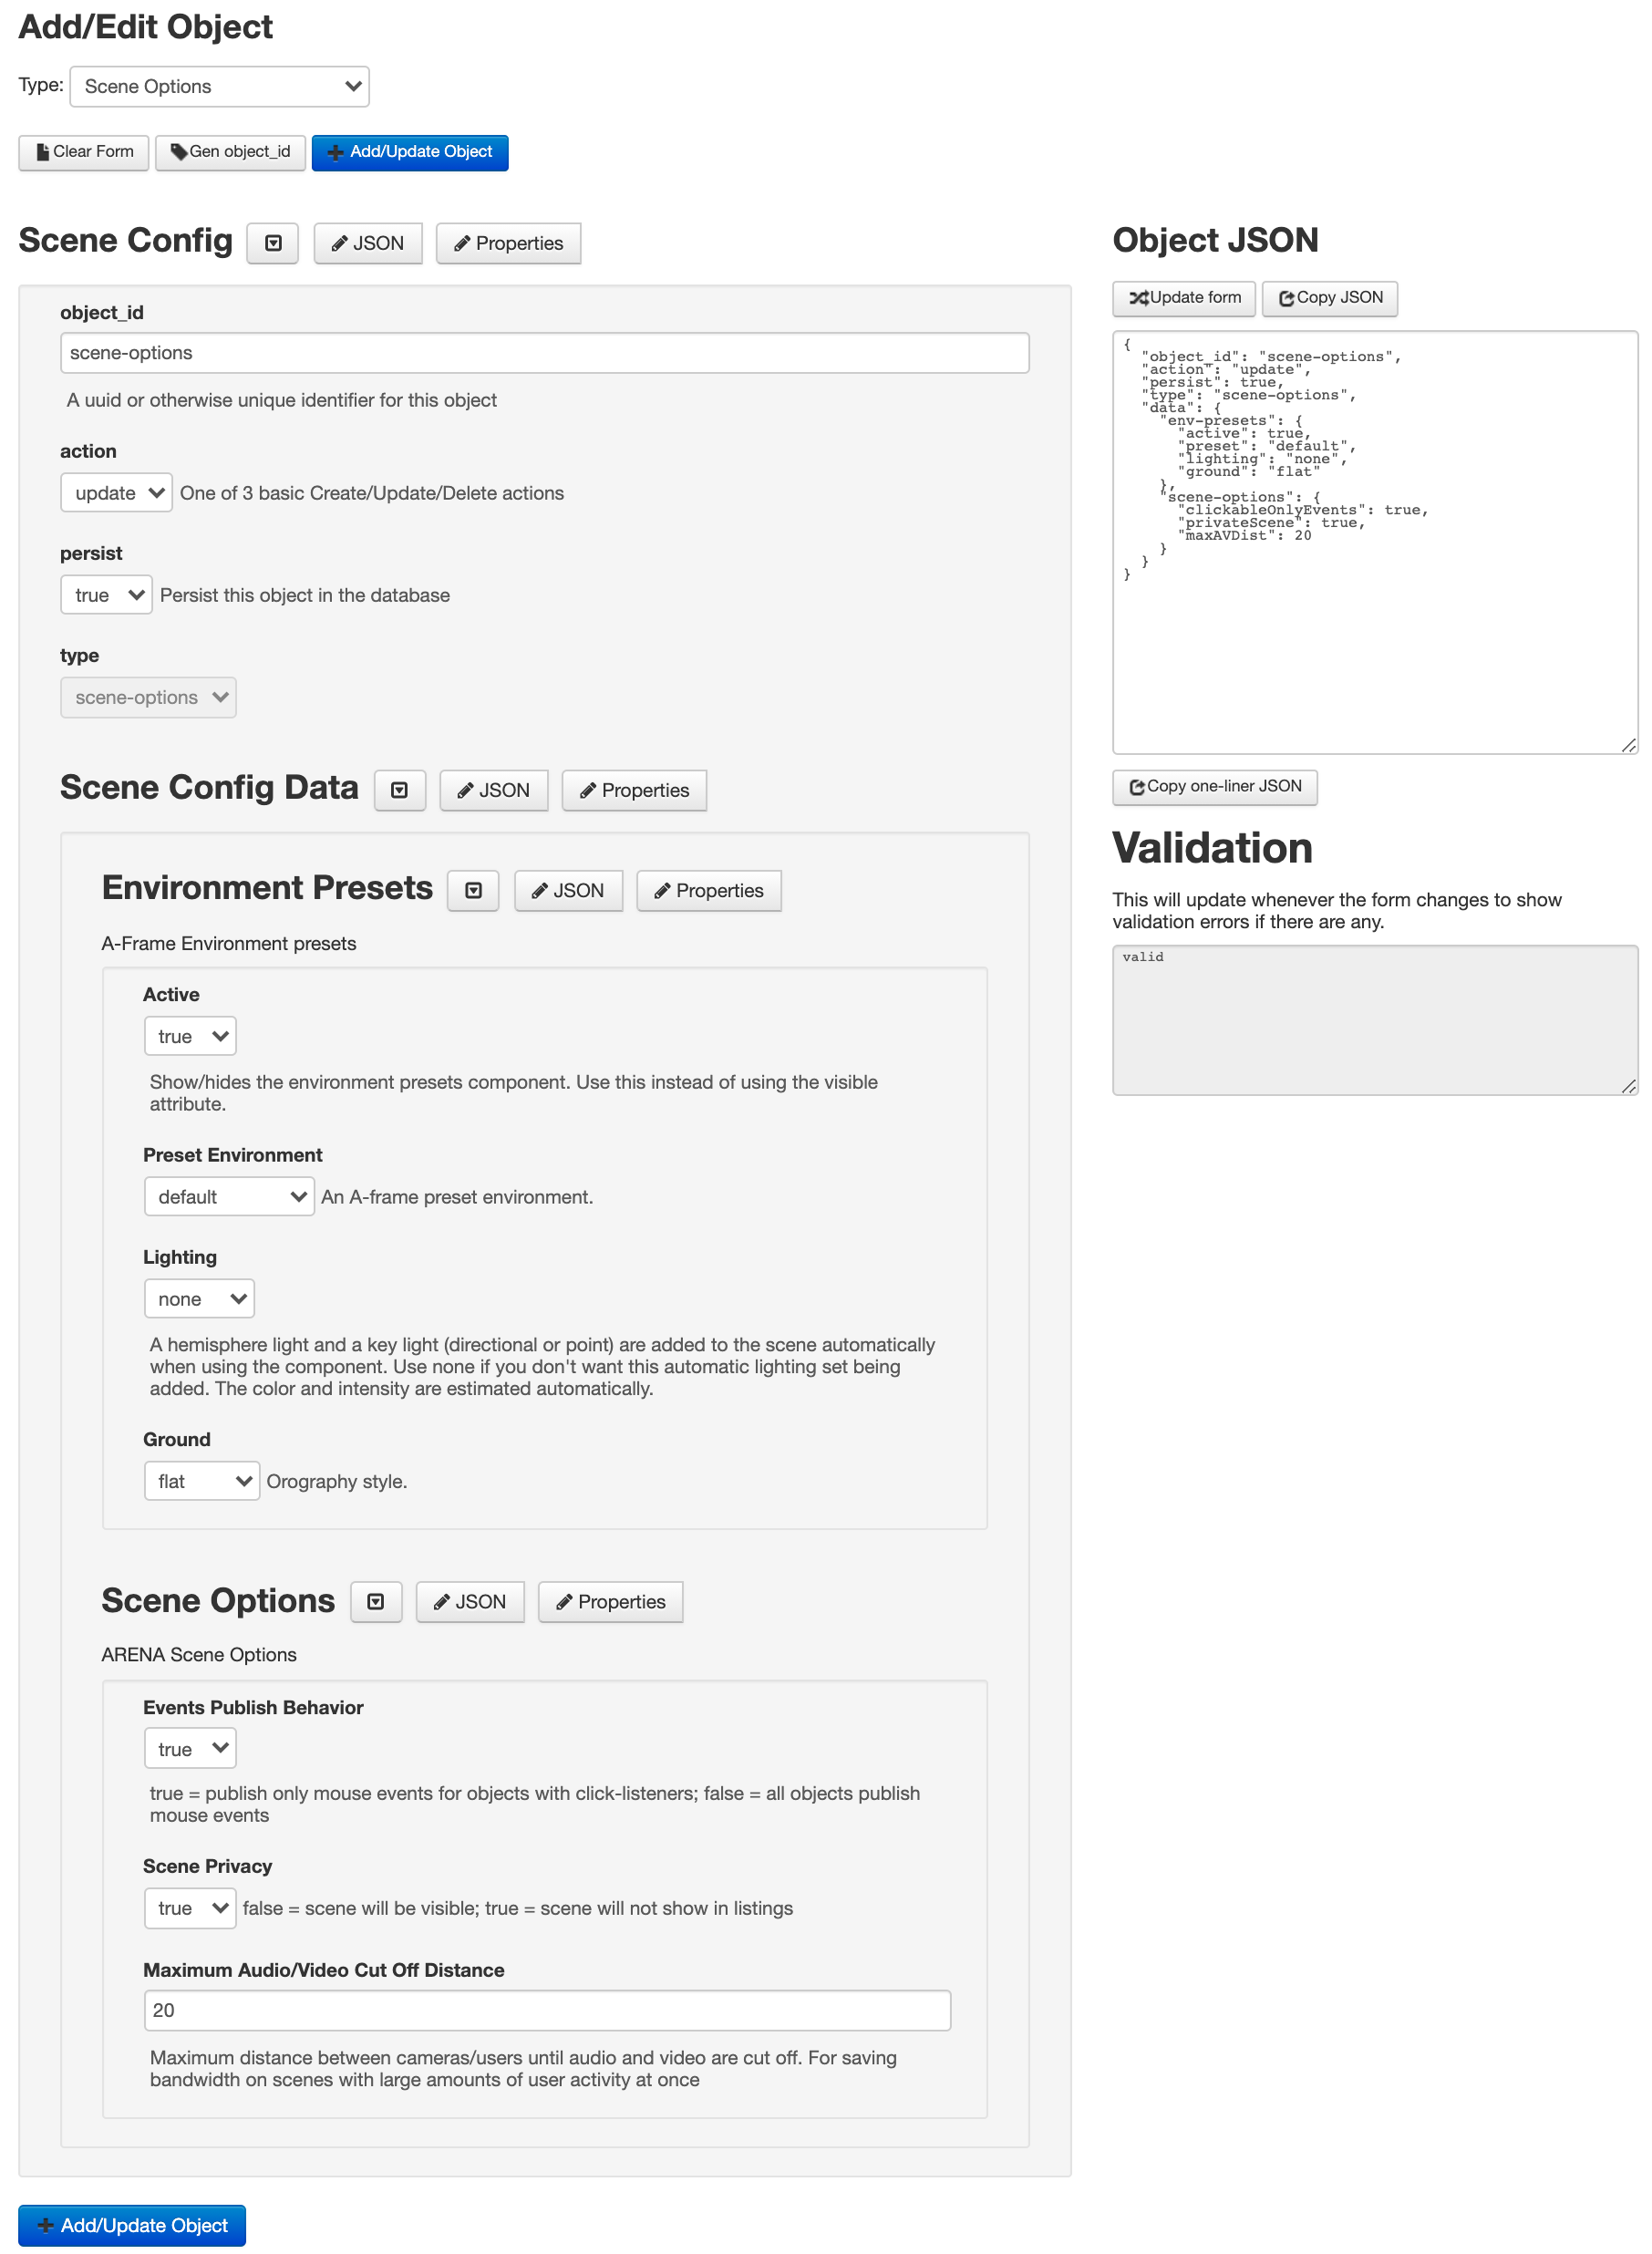 Add/Edit Object
Type: Scene Options
Clear Form Gen object_id Add/Update Object
Scene Config JSON Properties
object_id
scene-options
A uuid or otherwise unique identifier for this object
action
update One of 3 basic Create/Update/Delete actions
persist
true Persist this object in the database
type
scene-options
Scene Config Data JSON Properties
Environment Presets JSON Properties
A-Frame Environment presets
Active
true
Show/hides the environment presets component. Use this instead of using the visible
attribute.
Preset Environment
default An A-frame preset environment.
Lighting
none
A hemisphere light and a key light (directional or point) are added to the scene automatically
when using the component. Use none if you don't want this automatic lighting set being
added. The color and intensity are estimated automatically.
Ground
flat Orography style.
Scene Options JSON Properties
ARENA Scene Options
Events Publish Behavior
true
true = publish only mouse events for objects with click-listeners; false = all objects publish
mouse events
Scene Privacy
true false = scene will be visible; true = scene will not show in listings
Maximum Audio/Video Cut Off Distance
20
Maximum distance between cameras/users until audio and video are cut off. For saving
bandwidth on scenes with large amounts of user activity at once
Add/Update Object
Object JSON
Update form Copy JSON
{
"object_id": "scene-options",
"action": "update",
"persist": true,
"type": "scene-options",
"data": {
"env-presets": {
"active": true,
"preset": "default",
"lighting": "none",
"ground": "flat"
},
"scene-options": {
"clickableOnlyEvents": true,
"privateScene": true,
"maxAVDist": 20
}
}
}
Copy one-liner JSON
Validation
This will update whenever the form changes to show
validation errors if there are any.
valid